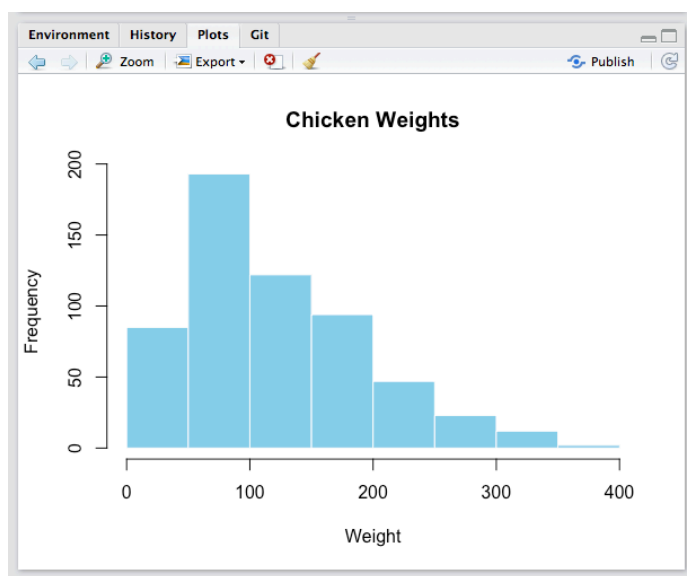 Environment History Plots Git
Zoom Export Publish
Chicken Weights
Frequency
200
150
100
50
0
0 100 200 300 400
Weight